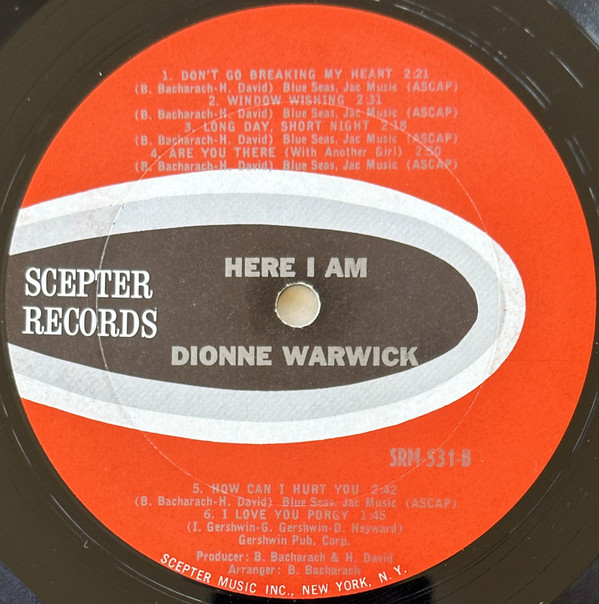 1. DON'T GO BREAKING MY HEART 2:21
(B. Bacharach-H. David) Blue Seas, Jac Music (ASCAP)
2. WINDOW WISHING 2:31
(B. Bacharach-H. David) Blue Seas, Jac Music (ASCAP)
3. LONG DAY, SHORT NIGHT 2:18
(B. Bacharach-H. David) Blue Seas, Jac Music (ASCAP)
4. ARE YOU THERE (With Another Girl) 2:50
(B. Bacharach-H. David) Blue Seas, Jac Music (ASCAP)
HERE I AM
SCEPTER
RECORDS
DIONNE WARWICK
SRM-531-B
5. HOW CAN I HURT YOU 2:42
(B. Bacharach-H. David) Blue Seas, Jac Music (ASCAP)
6. I LOVE YOU PORGY 1:45
(I. Gershwin-G. Gershwin-D. Hayward)
Gershwin Pub. Corp.
Producer: B. Bacharach & H. David
Arranger: B. Bacharach
SCEPTER MUSIC INC., NEW YORK, N.Y.